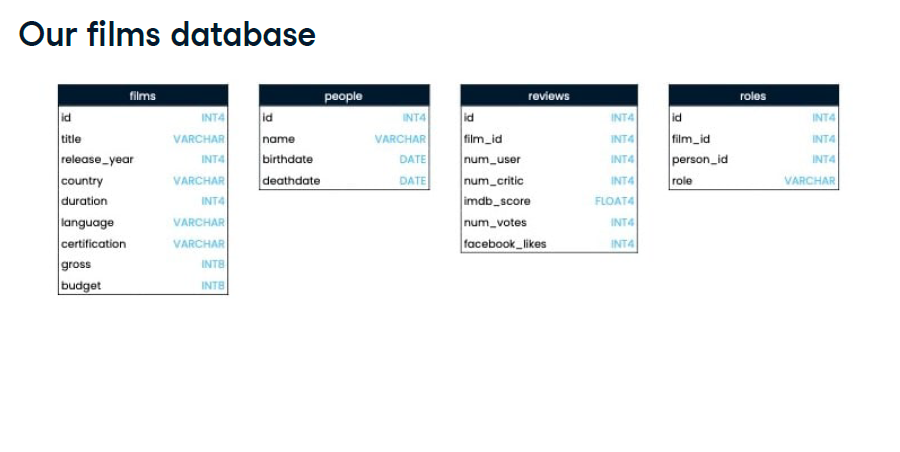 Our films database
films
id INT4
title VARCHAR
release_year INT4
country VARCHAR
duration INT4
language VARCHAR
certification VARCHAR
gross INT8
budget INT8
people
id INT4
name VARCHAR
birthdate DATE
deathdate DATE
reviews
id INT4
film_id INT4
num_user INT4
num_critic INT4
imdb_score FLOAT4
num_votes INT4
facebook_likes INT4
roles
id INT4
film_id INT4
person_id INT4
role VARCHAR